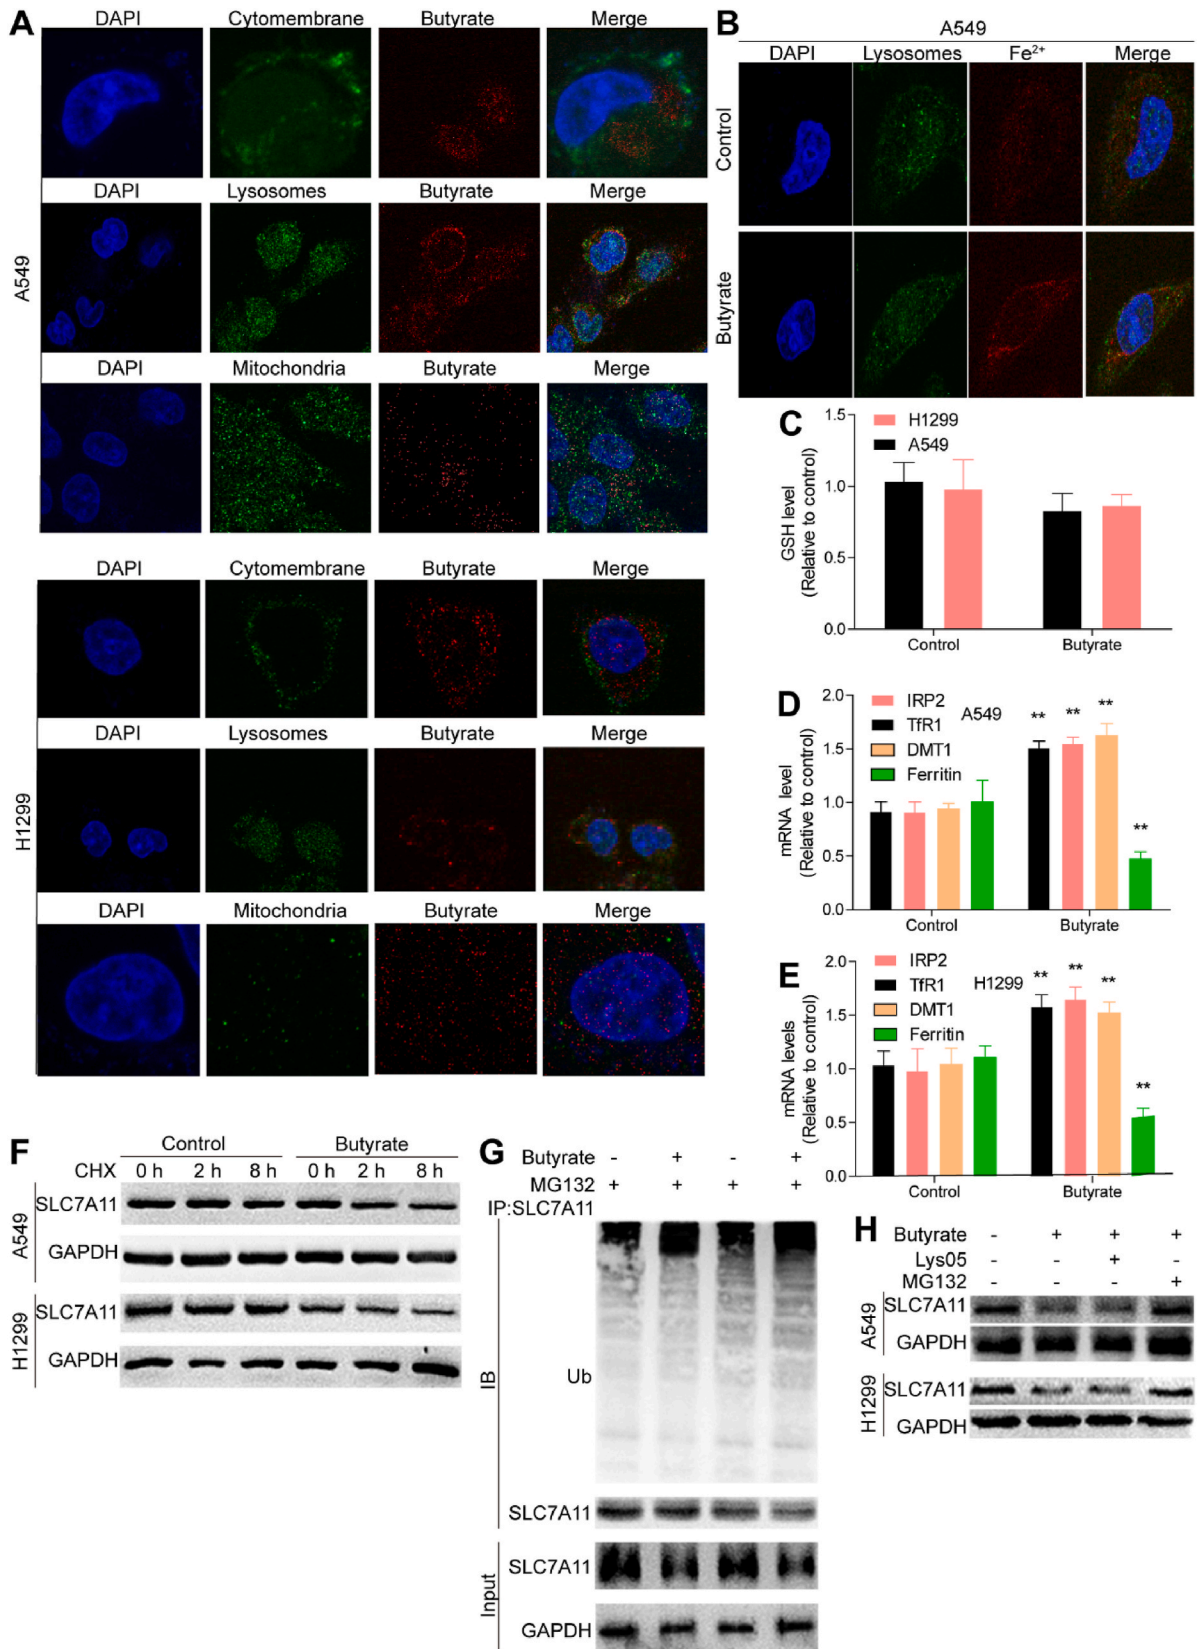 A
DAPI Cytomembrane Butyrate Merge
DAPI Lysosomes Butyrate Merge
A549
DAPI Mitochondria Butyrate Merge
DAPI Cytomembrane Butyrate Merge
DAPI Lysosomes Butyrate Merge
H1299
DAPI Mitochondria Butyrate Merge
B
A549
DAPI Lysosomes Fe²⁺ Merge
Control
Butyrate
C
GSH level
(Relative to control)
1.5
1.0
0.5
0.0
H1299
A549
Control Butyrate
D
mRNA level
(Relative to control)
2.0
1.5
1.0
0.5
0.0
IRP2
TfR1
DMT1
Ferritin
A549
** ** ** **
Control Butyrate
E
mRNA levels
(Relative to control)
2.0
1.5
1.0
0.5
0.0
IRP2
TfR1
DMT1
Ferritin
H1299
** ** ** **
Control Butyrate
F
Control Butyrate
CHX 0 h 2 h 8 h 0 h 2 h 8 h
A549
SLC7A11
GAPDH
H1299
SLC7A11
GAPDH
G
Butyrate - + - +
MG132 + + + +
IP:SLC7A11
IB
Ub
SLC7A11
Input
SLC7A11
GAPDH
H
Butyrate - + + +
Lys05 - - + -
MG132 - - - +
A549
SLC7A11
GAPDH
H1299
SLC7A11
GAPDH